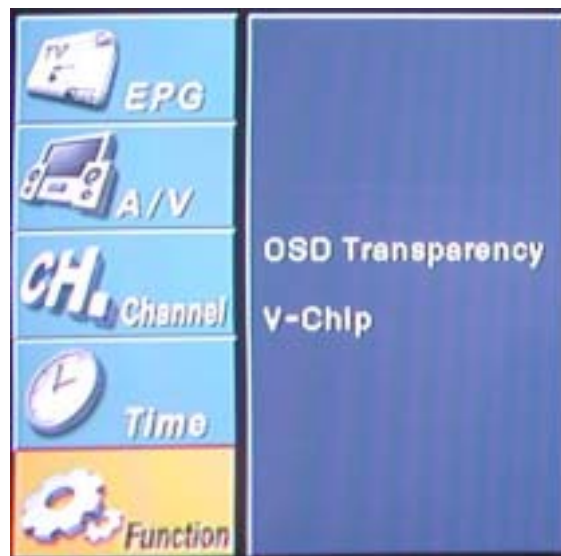 TV
EPG
A/V
CH.
Channel
Time
Function
OSD Transparency
V-Chip